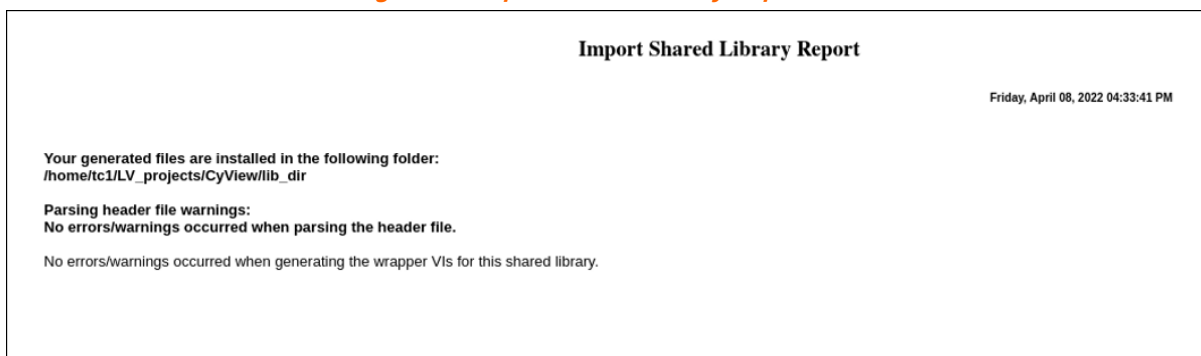 Import Shared Library Report
Friday, April 08, 2022 04:33:41 PM
Your generated files are installed in the following folder:
/home/tc1/LV_projects/CyView/lib_dir
Parsing header file warnings:
No errors/warnings occurred when parsing the header file.
No errors/warnings occurred when generating the wrapper VIs for this shared library.